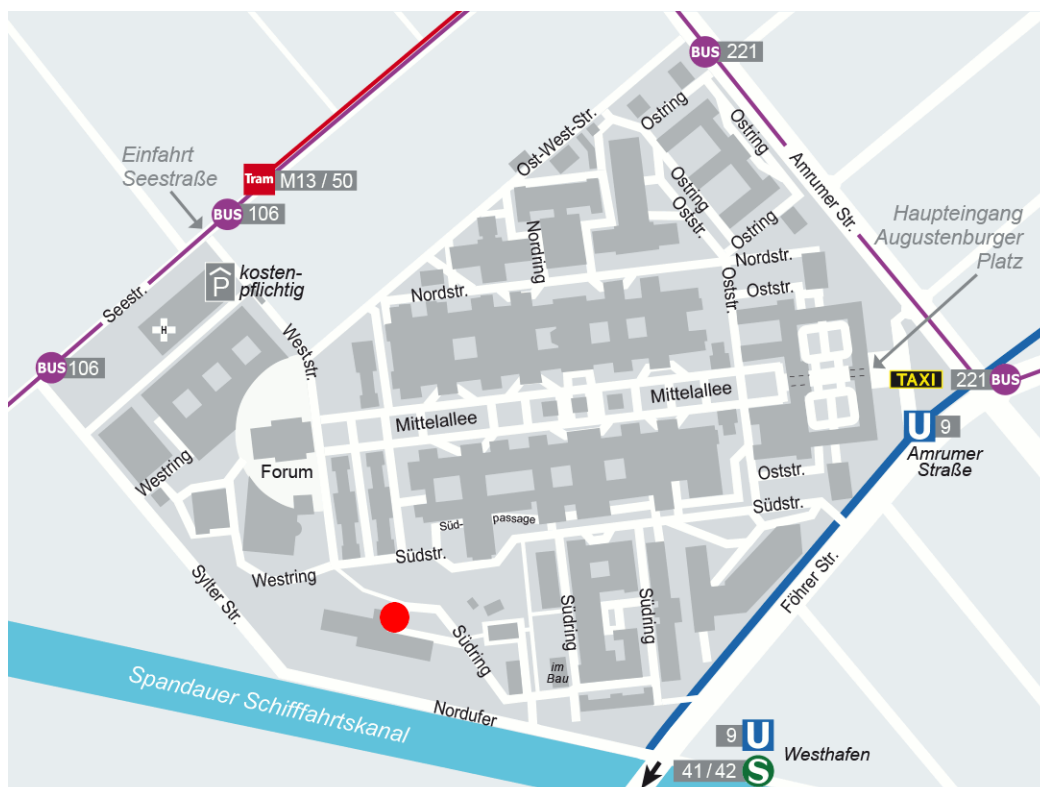 BUS 221
Ostring
Ostring
Ost-West-Str.
Amrumer Str.
Einfahrt
Seestraße
Tram M13 / 50
BUS 106
Ostring
Oststr.
Ostring
Haupteingang
Augustenburger
Platz
Nordring
Nordstr.
P kosten-
pflichtig
Nordstr.
Oststr.
Oststr.
Seestr.
H
Weststr.
BUS 106
TAXI
221 BUS
Mittelallee
Mittelallee
U 9
Amrumer
Straße
Westring
Forum
Oststr.
Südstr.
Süd-
passage
Südstr.
Westring
Sylter Str.
Föhrer Str.
Südring
Südring
Südring
im
Bau
Spandauer Schifffahrtskanal
Nordufer
9 U
Westhafen
41 / 42 S